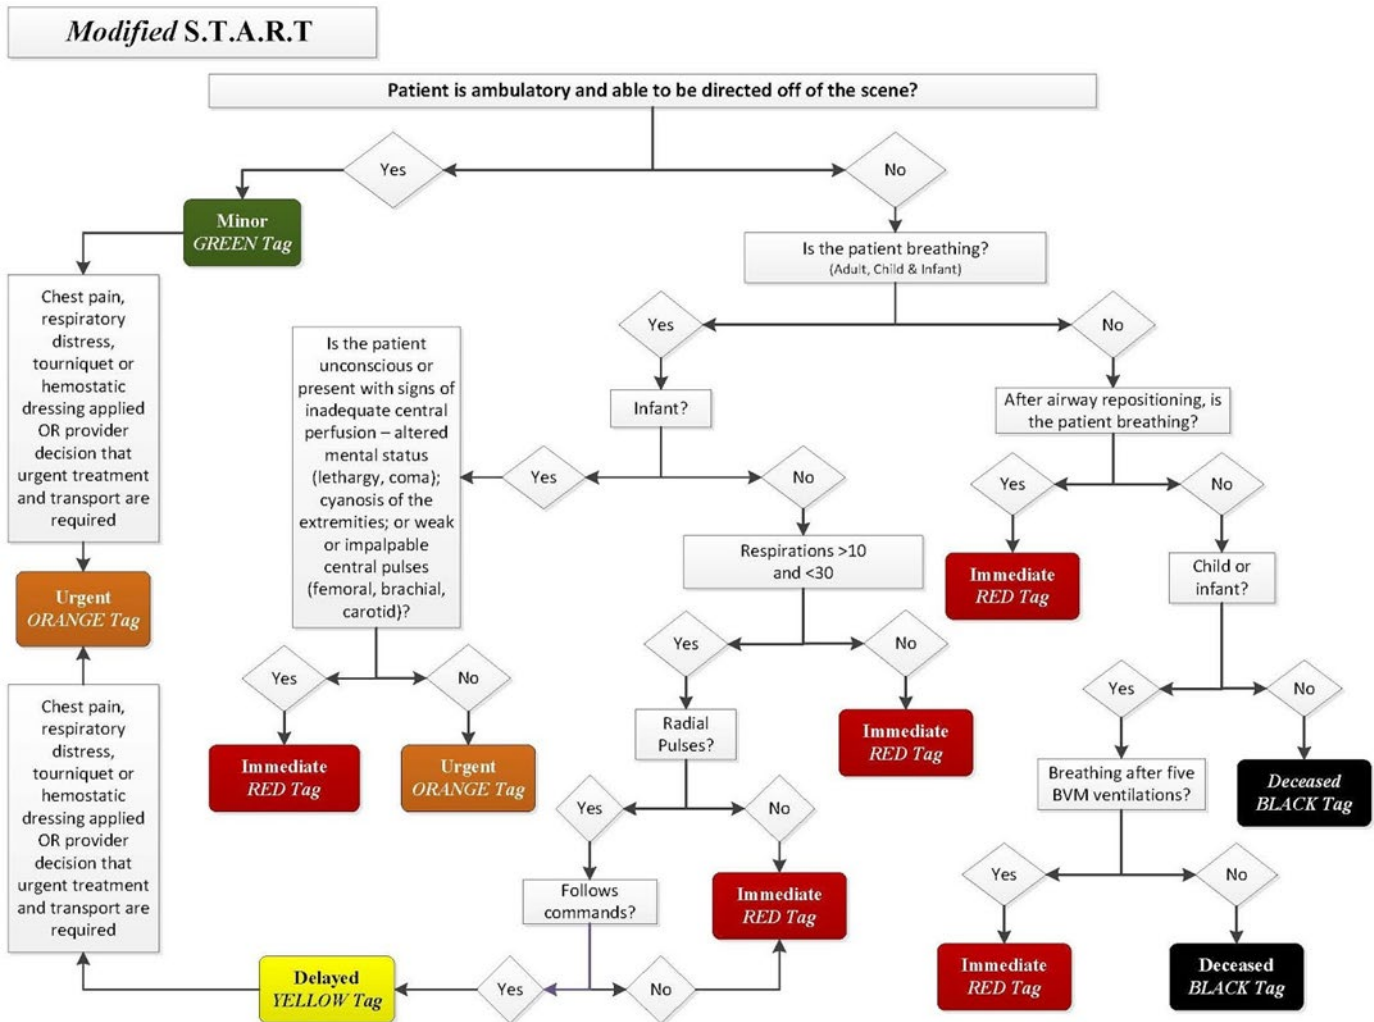 Modified S.T.A.R.T
Patient is ambulatory and able to be directed off of the scene?
Yes
No
Minor
GREEN Tag
Is the patient breathing?
(Adult, Child & Infant)
Chest pain,
respiratory
distress,
tourniquet or
hemostatic
dressing applied
OR provider
decision that
urgent treatment
and transport are
required
Yes
No
Is the patient
unconscious or
present with signs of
inadequate central
perfusion – altered
mental status
(lethargy, coma);
cyanosis of the
extremities; or weak
or impalpable
central pulses
(femoral, brachial,
carotid)?
Infant?
After airway repositioning, is
the patient breathing?
Yes
No
Yes
No
Respirations >10
and <30
Immediate
RED Tag
Child or
infant?
Urgent
ORANGE Tag
Yes
No
Yes
No
Yes
No
Chest pain,
respiratory
distress,
tourniquet or
hemostatic
dressing applied
OR provider
decision that
urgent treatment
and transport are
required
Immediate
RED Tag
Urgent
ORANGE Tag
Radial
Pulses?
Immediate
RED Tag
Breathing after five
BVM ventilations?
Deceased
BLACK Tag
Yes
No
Follows
commands?
Immediate
RED Tag
Yes
No
Delayed
YELLOW Tag
Yes
No
Immediate
RED Tag
Deceased
BLACK Tag